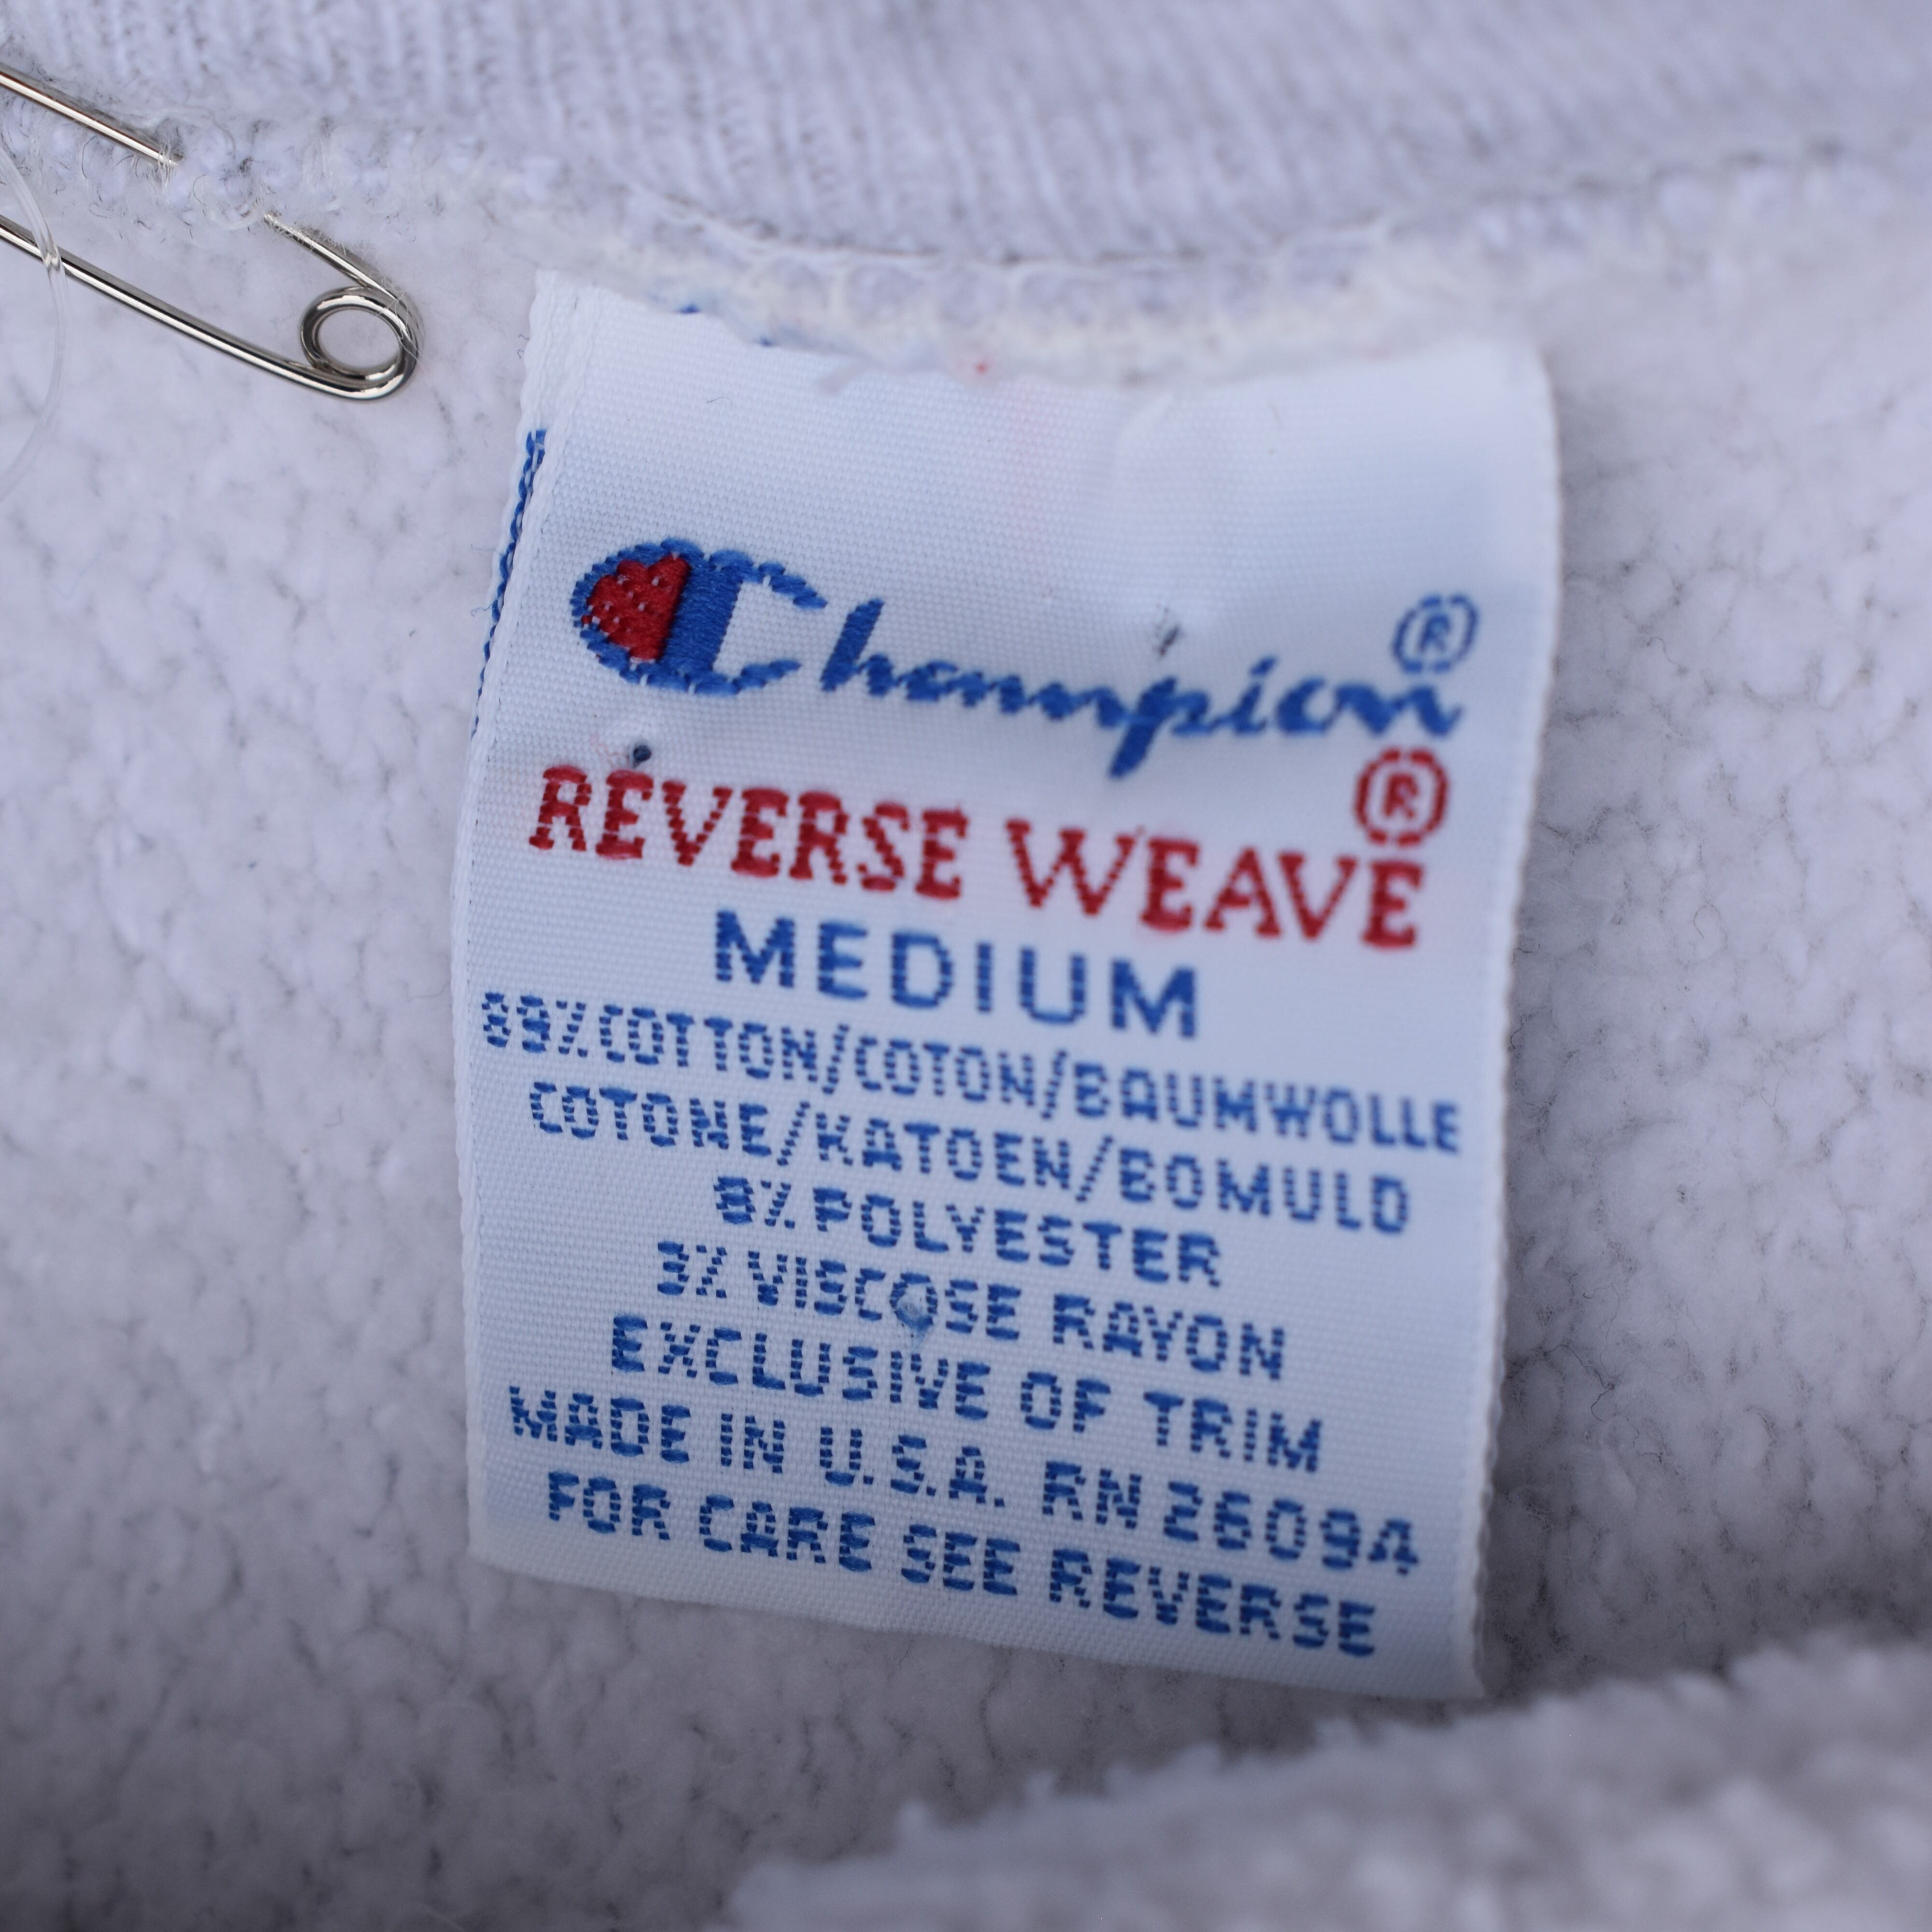 Champion®
REVERSE WEAVE®
MEDIUM
89%COTTON/COTON/BAUMWOLLE
COTONE/KATOEN/BOMULD
8% POLYESTER
3% VISCOSE RAYON
EXCLUSIVE OF TRIM
MADE IN U.S.A. RN 26094
FOR CARE SEE REVERSE